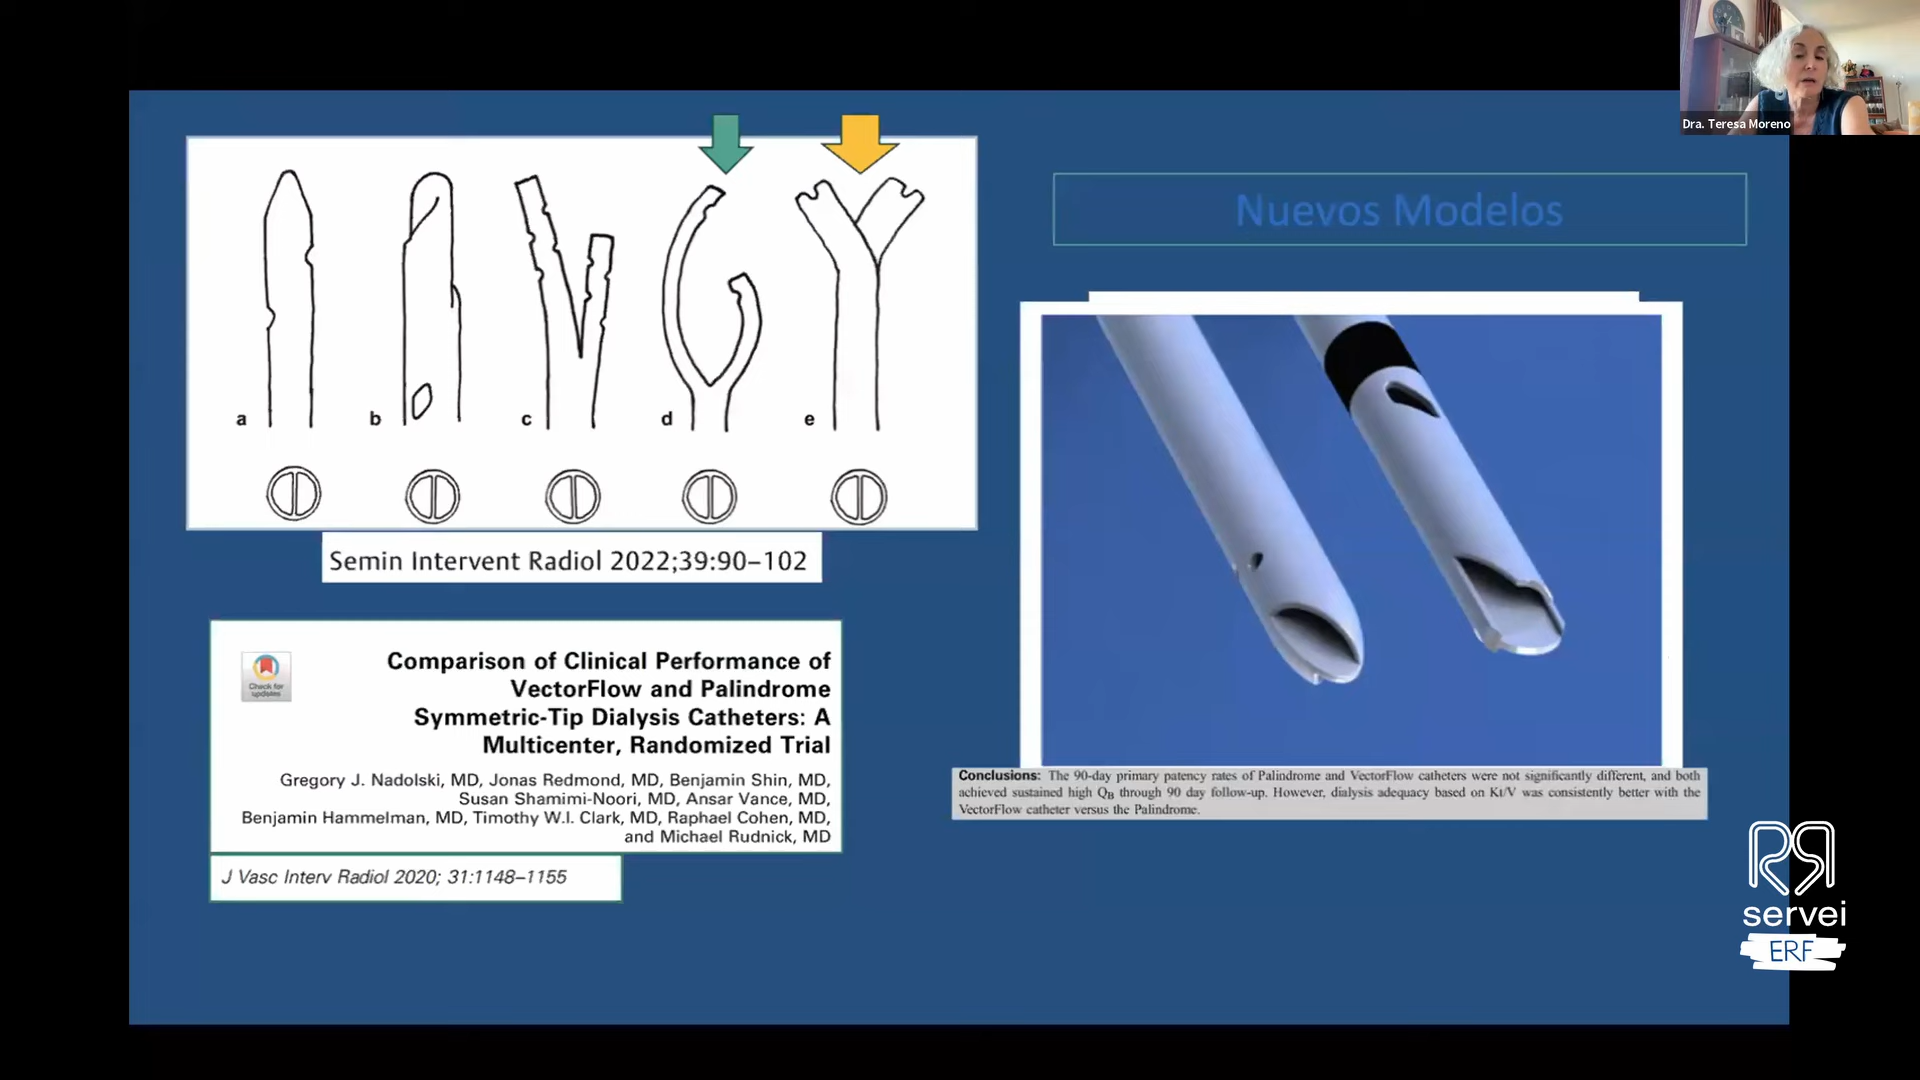 Dra. Teresa Moreno
Nuevos Modelos
a b c d e
Semin Intervent Radiol 2022;39:90–102
Check for
updates
Comparison of Clinical Performance of
VectorFlow and Palindrome
Symmetric-Tip Dialysis Catheters: A
Multicenter, Randomized Trial
Gregory J. Nadolski, MD, Jonas Redmond, MD, Benjamin Shin, MD,
Susan Shamimi-Noori, MD, Ansar Vance, MD,
Benjamin Hammelman, MD, Timothy W.I. Clark, MD, Raphael Cohen, MD,
and Michael Rudnick, MD
J Vasc Interv Radiol 2020; 31:1148–1155
Conclusions: The 90-day primary patency rates of Palindrome and VectorFlow catheters were not significantly different, and both
achieved sustained high QB through 90 day follow-up. However, dialysis adequacy based on Kt/V was consistently better with the
VectorFlow catheter versus the Palindrome.
servei
ERF